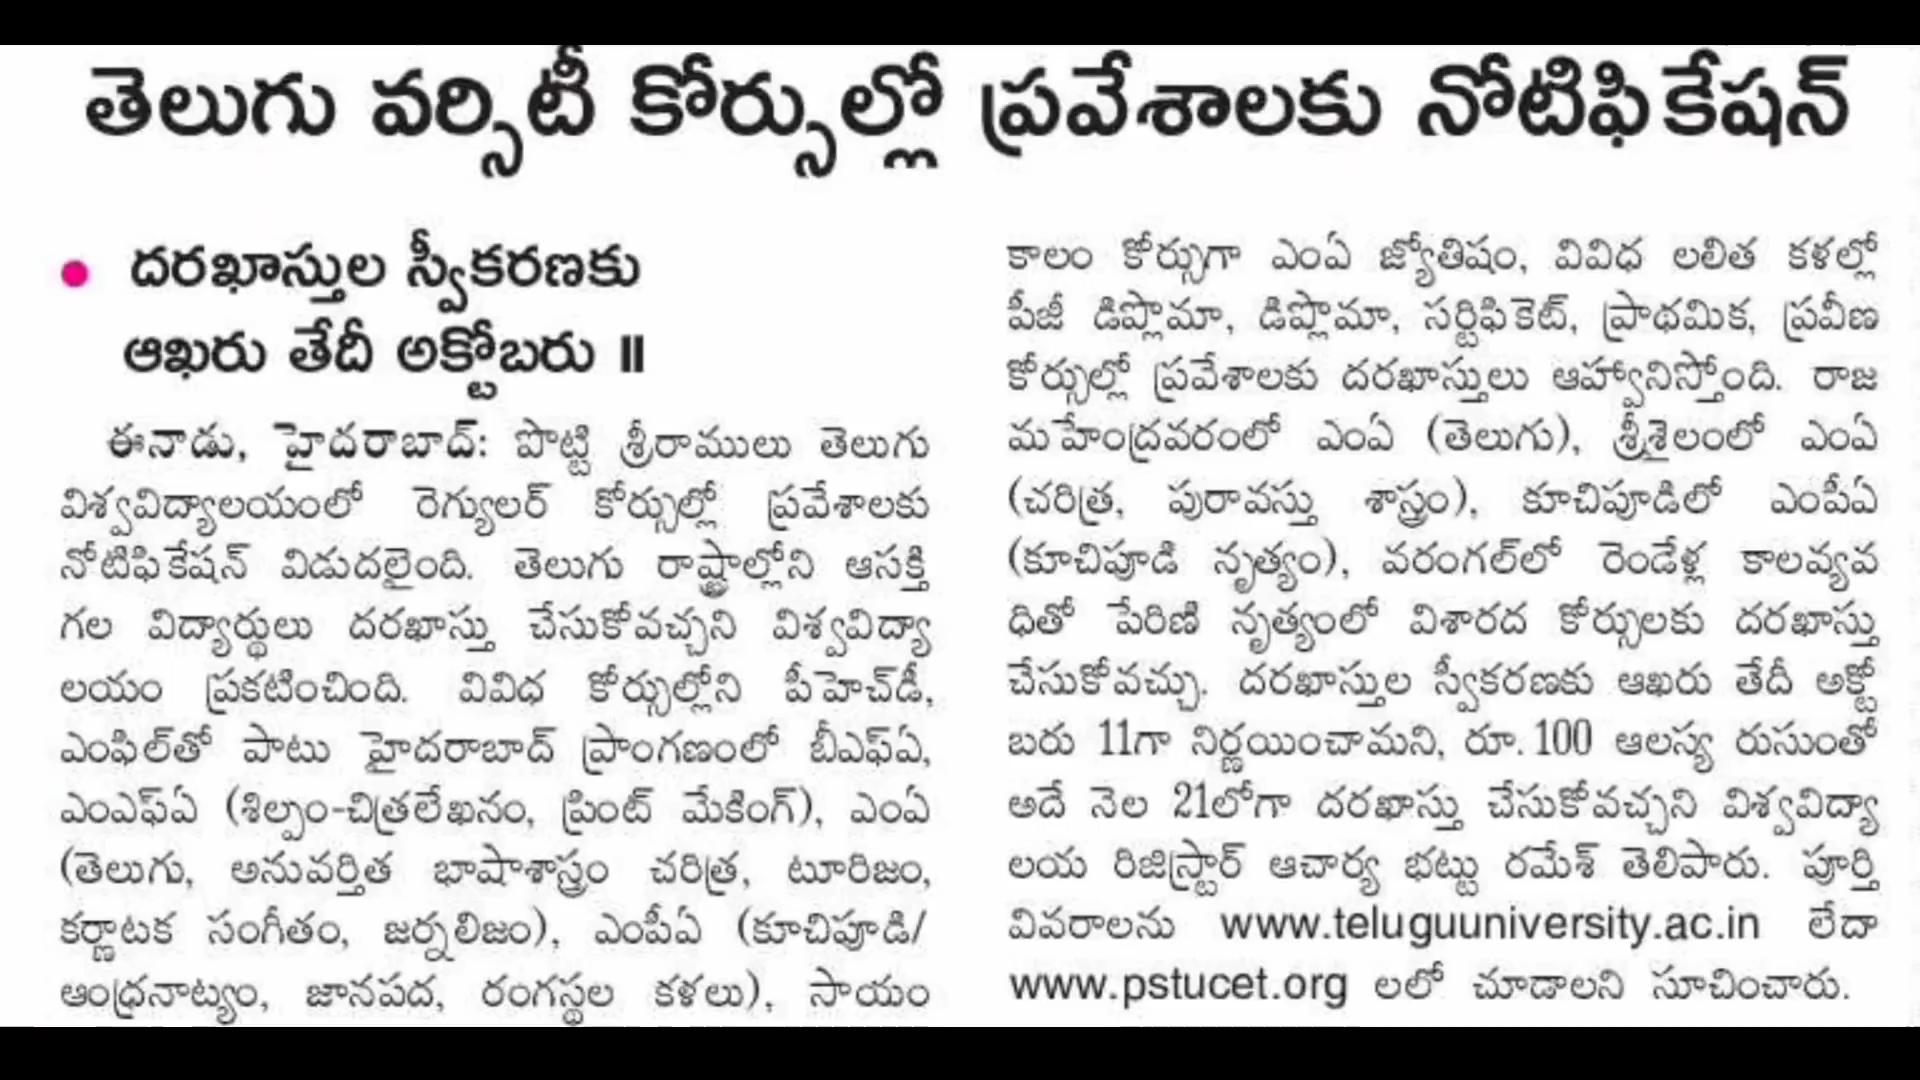 తెలుగు వర్సిటీ కోర్సుల్లో ప్రవేశాలకు నోటిఫికేషన్
• దరఖాస్తుల స్వీకరణకు
ఆఖరు తేదీ అక్టోబరు 11
ఈనాడు, హైదరాబాద్: పొట్టి శ్రీరాములు తెలుగు
విశ్వవిద్యాలయంలో రెగ్యులర్ కోర్సుల్లో ప్రవేశాలకు
నోటిఫికేషన్ విడుదలైంది. తెలుగు రాష్ట్రాల్లోని ఆసక్తి
గల విద్యార్థులు దరఖాస్తు చేసుకోవచ్చని విశ్వవిద్యా
లయం ప్రకటించింది. వివిధ కోర్సుల్లోని పీహెచ్‌డీ,
ఎంఫిల్‌తో పాటు హైదరాబాద్ ప్రాంగణంలో బీఎఫ్ఏ,
ఎంఎఫ్ఏ (శిల్పం-చిత్రలేఖనం, ప్రింట్ మేకింగ్), ఎంఏ
(తెలుగు, అనువర్తిత భాషాశాస్త్రం చరిత్ర, టూరిజం,
కర్ణాటక సంగీతం, జర్నలిజం), ఎంపీఏ (కూచిపూడి/
ఆంధ్రనాట్యం, జానపద, రంగస్థల కళలు), సాయం
కాలం కోర్సుగా ఎంఏ జ్యోతిషం, వివిధ లలిత కళల్లో
పీజీ డిప్లొమా, డిప్లొమా, సర్టిఫికెట్, ప్రాథమిక, ప్రవీణ
కోర్సుల్లో ప్రవేశాలకు దరఖాస్తులు ఆహ్వానిస్తోంది. రాజ
మహేంద్రవరంలో ఎంఏ (తెలుగు), శ్రీశైలంలో ఎంఏ
(చరిత్ర, పురావస్తు శాస్త్రం), కూచిపూడిలో ఎంపీఏ
(కూచిపూడి నృత్యం), వరంగల్‌లో రెండేళ్ల కాలవ్యవ
ధితో పేరిణి నృత్యంలో విశారద కోర్సులకు దరఖాస్తు
చేసుకోవచ్చు. దరఖాస్తుల స్వీకరణకు ఆఖరు తేదీ అక్టో
బరు 11గా నిర్ణయించామని, రూ.100 ఆలస్య రుసుంతో
అదే నెల 21లోగా దరఖాస్తు చేసుకోవచ్చని విశ్వవిద్యా
లయ రిజిస్ట్రార్ ఆచార్య భట్టు రమేశ్ తెలిపారు. పూర్తి
వివరాలను www.teluguuniversity.ac.in లేదా
www.pstucet.org లలో చూడాలని సూచించారు.